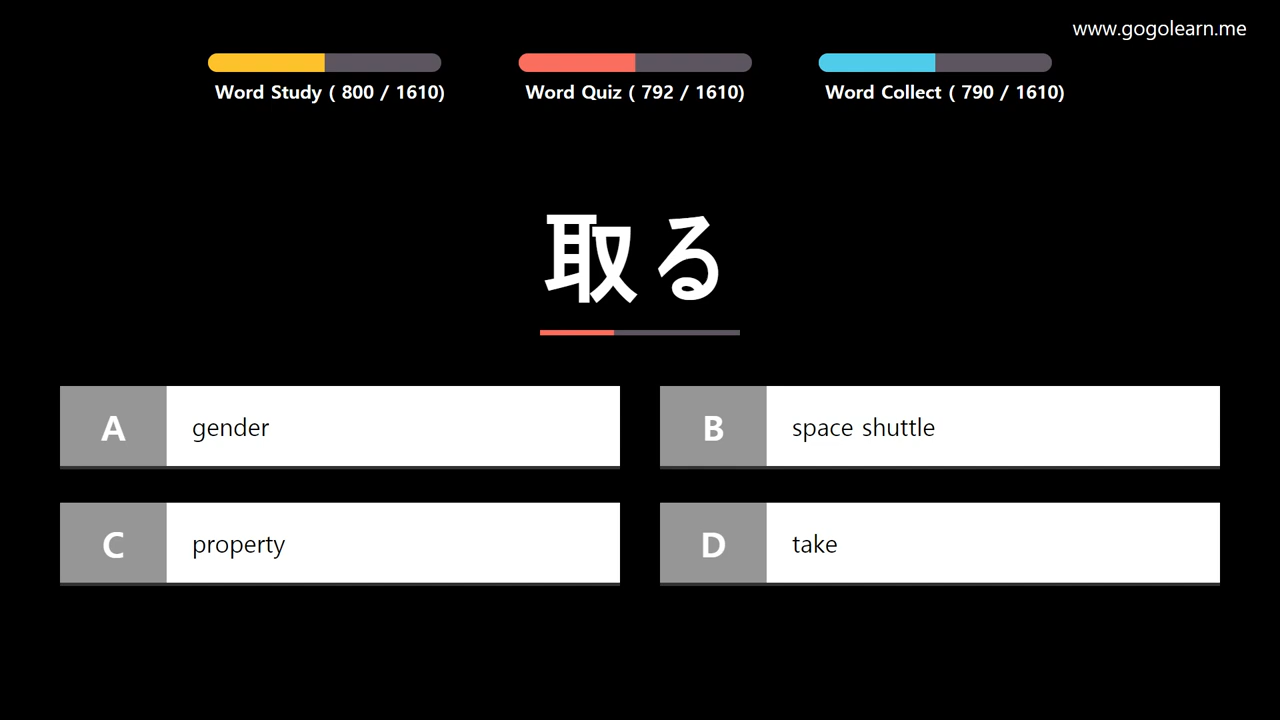 www.gogolearn.me
Word Study ( 800 / 1610)
Word Quiz ( 792 / 1610)
Word Collect ( 790 / 1610)
取る
A gender
B space shuttle
C property
D take